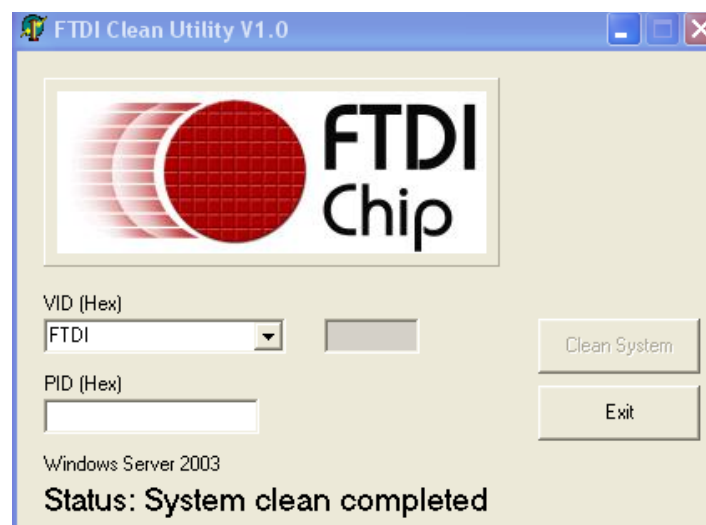 FTDI Clean Utility V1.0
FTDI
Chip
VID (Hex)
FTDI
Clean System
PID (Hex)
Exit
Windows Server 2003
Status: System clean completed